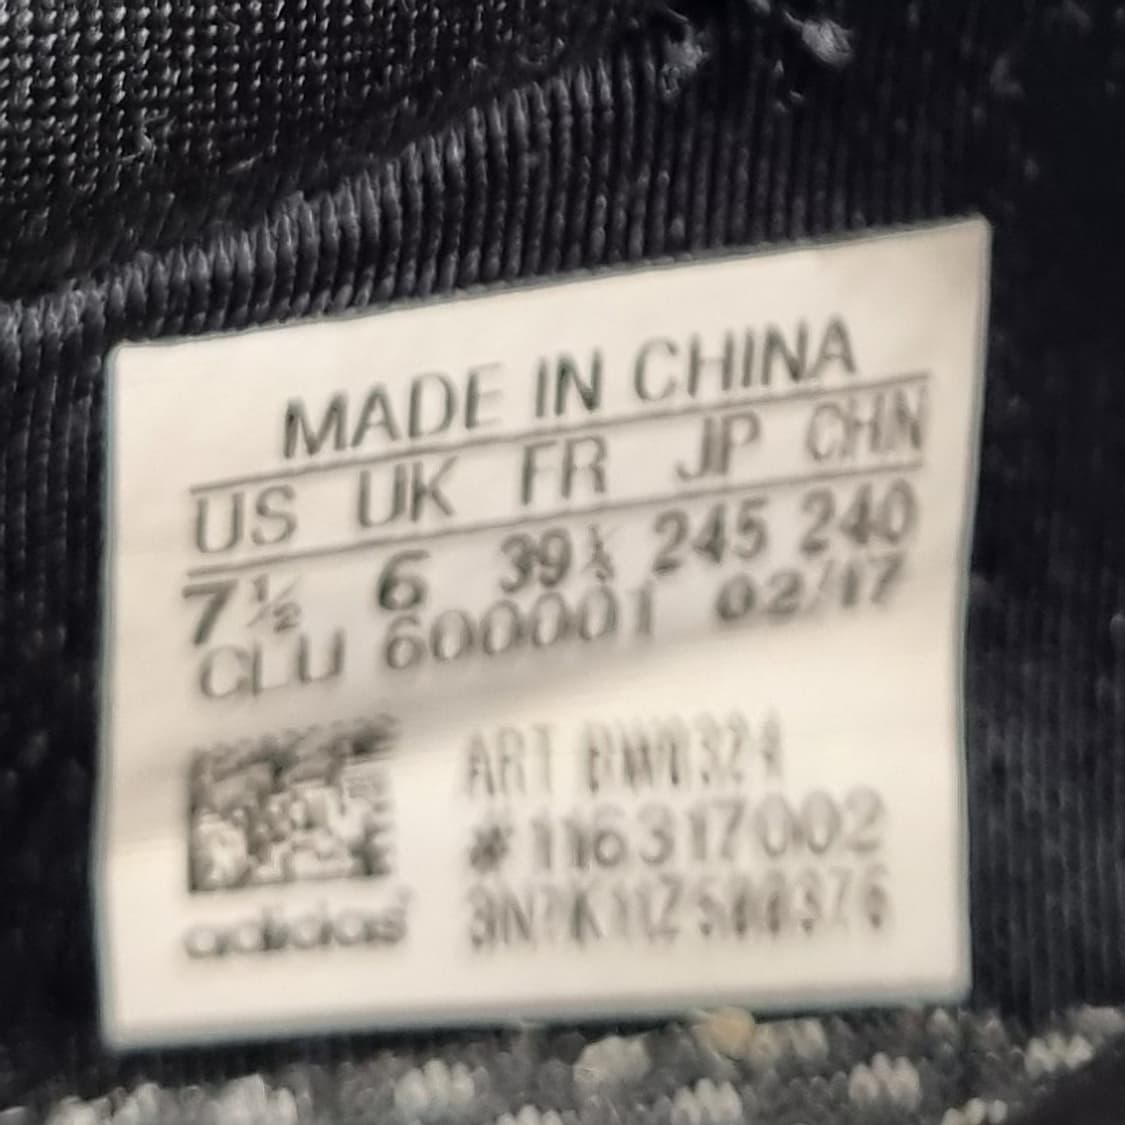 MADE IN CHINA
US UK FR JP CHN
7½ 6 39⅓ 245 240
CLU 600001 02/17
ART BW0324
#116317002
adidas